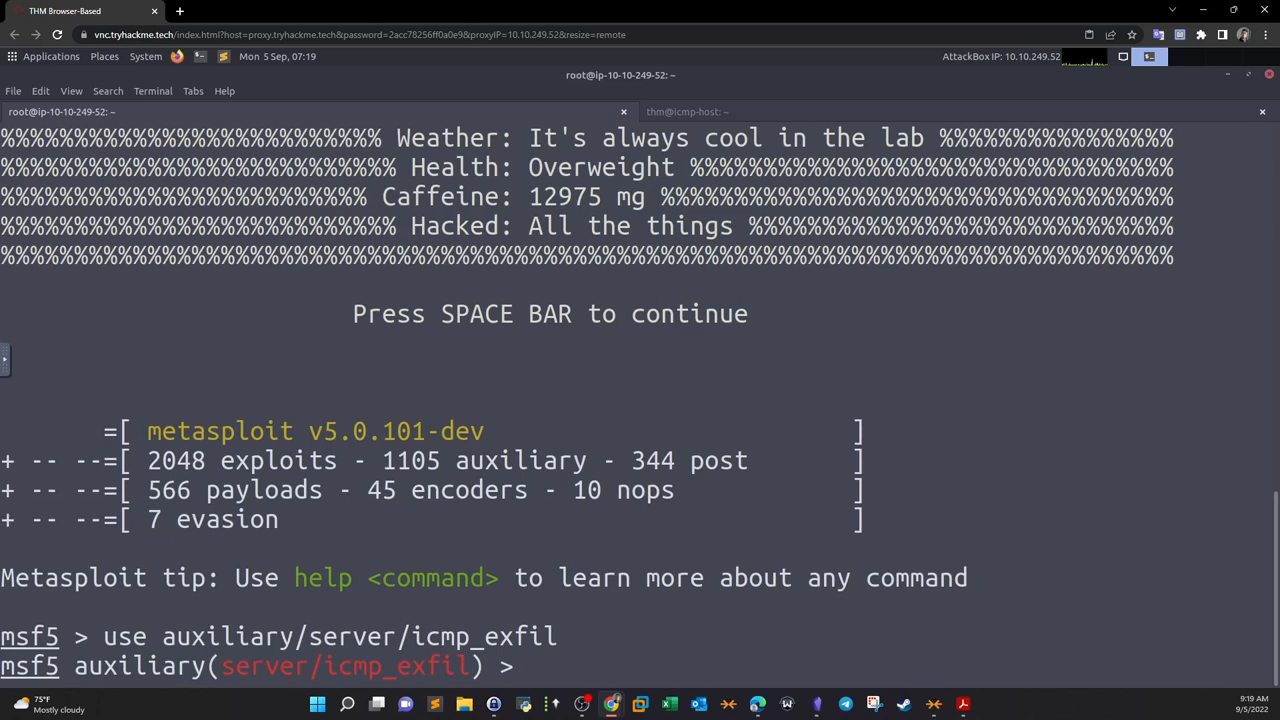 THM Browser-Based
vnc.tryhackme.tech/index.html?host=proxy.tryhackme.tech&password=2acc78256ff0a0e9&proxyIP=10.10.249.52&resize=remote
Applications Places System Mon 5 Sep, 07:19 AttackBox IP: 10.10.249.52
root@ip-10-10-249-52: ~
File Edit View Search Terminal Tabs Help
root@ip-10-10-249-52: ~ thm@icmp-host: ~
%%%%%%%%%%%%%%%%%%%%%%%%%% Weather: It's always cool in the lab %%%%%%%%%%%%%%%%
%%%%%%%%%%%%%%%%%%%%%%%%%%% Health: Overweight %%%%%%%%%%%%%%%%%%%%%%%%%%%%%%%%%
%%%%%%%%%%%%%%%%%%%%%%%%% Caffeine: 12975 mg %%%%%%%%%%%%%%%%%%%%%%%%%%%%%%%%%%%
%%%%%%%%%%%%%%%%%%%%%%%%%%% Hacked: All the things %%%%%%%%%%%%%%%%%%%%%%%%%%%%%
%%%%%%%%%%%%%%%%%%%%%%%%%%%%%%%%%%%%%%%%%%%%%%%%%%%%%%%%%%%%%%%%%%%%%%%%%%%%%%
Press SPACE BAR to continue
=[ metasploit v5.0.101-dev ]
+ -- --=[ 2048 exploits - 1105 auxiliary - 344 post ]
+ -- --=[ 566 payloads - 45 encoders - 10 nops ]
+ -- --=[ 7 evasion ]
Metasploit tip: Use help <command> to learn more about any command
msf5 > use auxiliary/server/icmp_exfil
msf5 auxiliary(server/icmp_exfil) >
75°F
Mostly cloudy
9:19 AM
9/5/2022